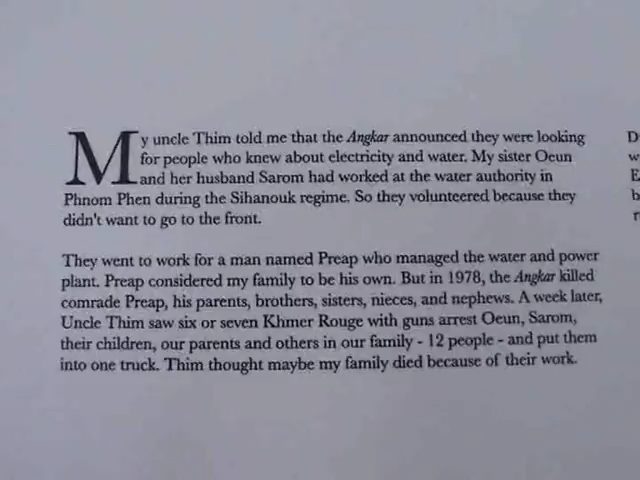 My uncle Thim told me that the Angkar announced they were looking
for people who knew about electricity and water. My sister Oeun
and her husband Sarom had worked at the water authority in
Phnom Phen during the Sihanouk regime. So they volunteered because they
didn't want to go to the front.
They went to work for a man named Preap who managed the water and power
plant. Preap considered my family to be his own. But in 1978, the Angkar killed
comrade Preap, his parents, brothers, sisters, nieces, and nephews. A week later,
Uncle Thim saw six or seven Khmer Rouge with guns arrest Oeun, Sarom,
their children, our parents and others in our family - 12 people - and put them
into one truck. Thim thought maybe my family died because of their work.